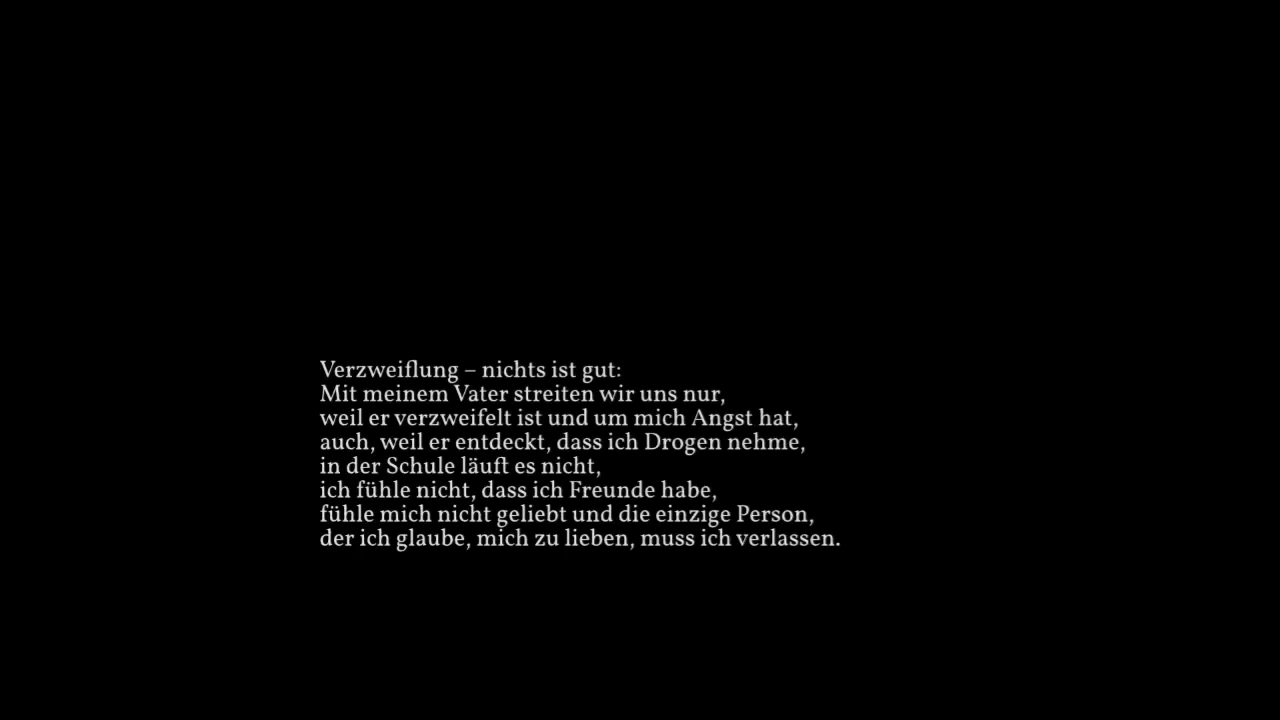 Verzweiflung – nichts ist gut:
Mit meinem Vater streiten wir uns nur,
weil er verzweifelt ist und um mich Angst hat,
auch, weil er entdeckt, dass ich Drogen nehme,
in der Schule läuft es nicht,
ich fühle nicht, dass ich Freunde habe,
fühle mich nicht geliebt und die einzige Person,
der ich glaube, mich zu lieben, muss ich verlassen.